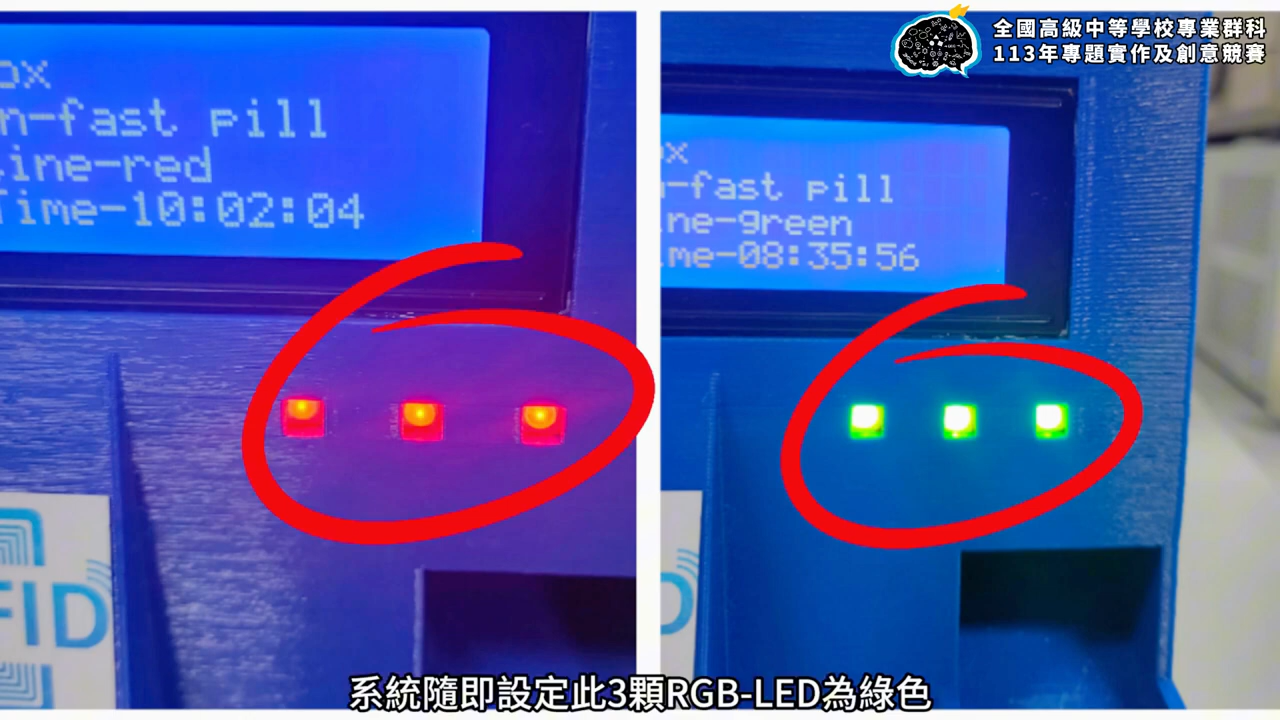 全國高級中等學校專業群科
113年專題實作及創意競賽
ox
n-fast pill
ine-red
Time-10:02:04
ox
-fast pill
ne-green
me-08:35:56
FID
D
系統隨即設定此3顆RGB-LED為綠色